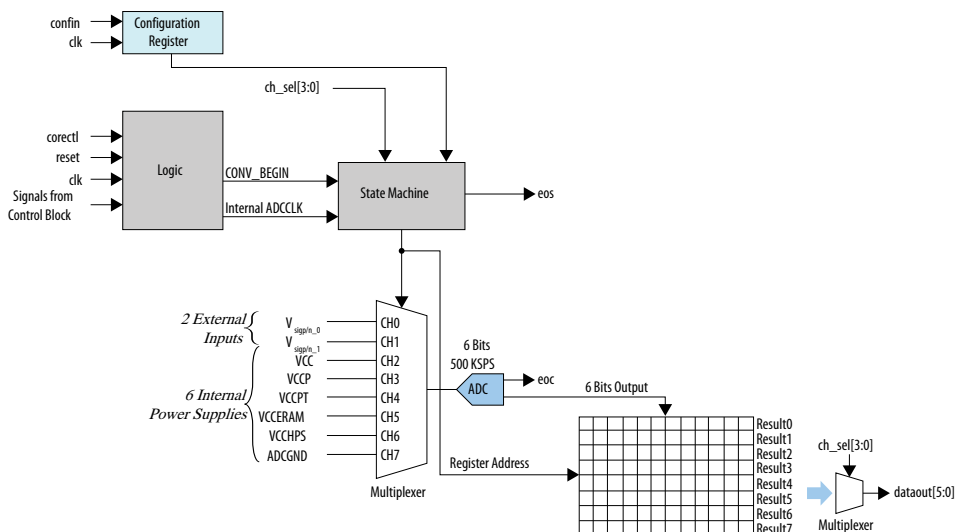 confin
clk
Configuration
Register
ch_sel[3:0]
corectl
reset
clk
Signals from
Control Block
Logic
CONV_BEGIN
Internal ADCCLK
State Machine
eos
2 External
Inputs
6 Internal
Power Supplies
V sigp/n_0
V sigp/n_1
VCC
VCCP
VCCPT
VCCERAM
VCCHPS
ADCGND
CH0
CH1
CH2
CH3
CH4
CH5
CH6
CH7
Multiplexer
6 Bits
500 KSPS
ADC
eoc
6 Bits Output
Register Address
Result0
Result1
Result2
Result3
Result4
Result5
Result6
Result7
ch_sel[3:0]
dataout[5:0]
Multiplexer